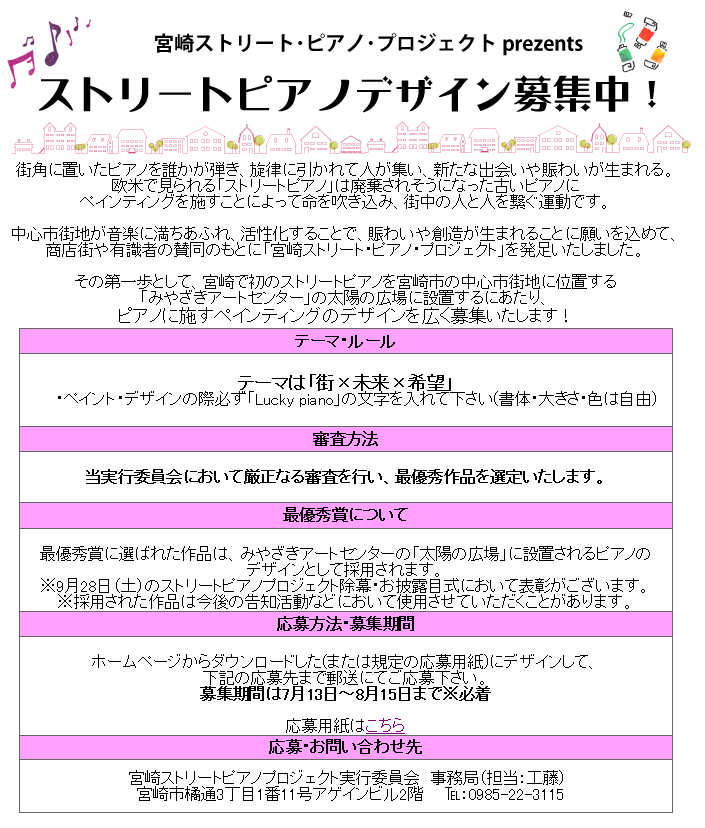 宮崎ストリート・ピアノ・プロジェクト prezents
ストリートピアノデザイン募集中！
街角に置いたピアノを誰かが弾き、旋律に引かれて人が集い、新たな出会いや賑わいが生まれる。
欧米で見られる「ストリートピアノ」は廃棄されそうになった古いピアノに
ペインティングを施すことによって命を吹き込み、街中の人と人を繋ぐ運動です。
中心市街地が音楽に満ちあふれ、活性化することで、賑わいや創造が生まれることに願いを込めて、
商店街や有識者の賛同のもとに「宮崎ストリート・ピアノ・プロジェクト」を発足いたしました。
その第一歩として、宮崎で初のストリートピアノを宮崎市の中心市街地に位置する
「みやざきアートセンター」の太陽の広場に設置するにあたり、
ピアノに施すペインティングのデザインを広く募集いたします！
テーマ・ルール
テーマは「街×未来×希望」
・ペイント・デザインの際必ず「Lucky piano」の文字を入れて下さい（書体・大きさ・色は自由）
審査方法
当実行委員会において厳正なる審査を行い、最優秀作品を選定いたします。
最優秀賞について
最優秀賞に選ばれた作品は、みやざきアートセンターの「太陽の広場」に設置されるピアノの
デザインとして採用されます。
※9月28日（土）のストリートピアノプロジェクト除幕・お披露目式において表彰がございます。
※採用された作品は今後の告知活動などにおいて使用させていただくことがあります。
応募方法・募集期間
ホームページからダウンロードした(または規定の応募用紙)にデザインして、
下記の応募先まで郵送にてご応募下さい。
募集期間は7月13日～8月15日まで※必着
応募用紙はこちら
応募・お問い合わせ先
宮崎ストリートピアノプロジェクト実行委員会　事務局（担当：工藤）
宮崎市橘通3丁目1番11号アゲインビル2階　℡：0985-22-3115